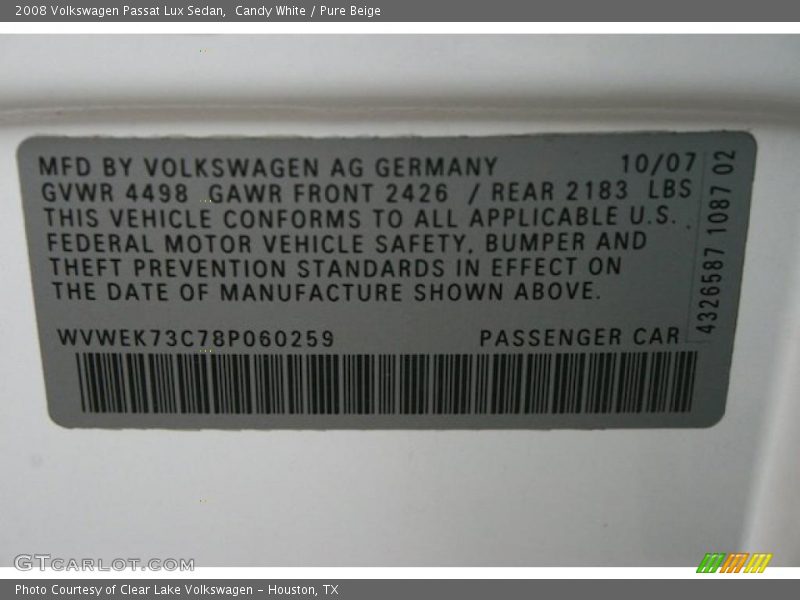 2008 Volkswagen Passat Lux Sedan,  Candy White / Pure Beige
MFD BY VOLKSWAGEN AG GERMANY 10/07
GVWR 4498 GAWR FRONT 2426 / REAR 2183 LBS
THIS VEHICLE CONFORMS TO ALL APPLICABLE U.S.
FEDERAL MOTOR VEHICLE SAFETY, BUMPER AND
THEFT PREVENTION STANDARDS IN EFFECT ON
THE DATE OF MANUFACTURE SHOWN ABOVE.
WVWEK73C78P060259 PASSENGER CAR
4326587 1087 02
GTCARLOT.COM
Photo Courtesy of Clear Lake Volkswagen - Houston, TX